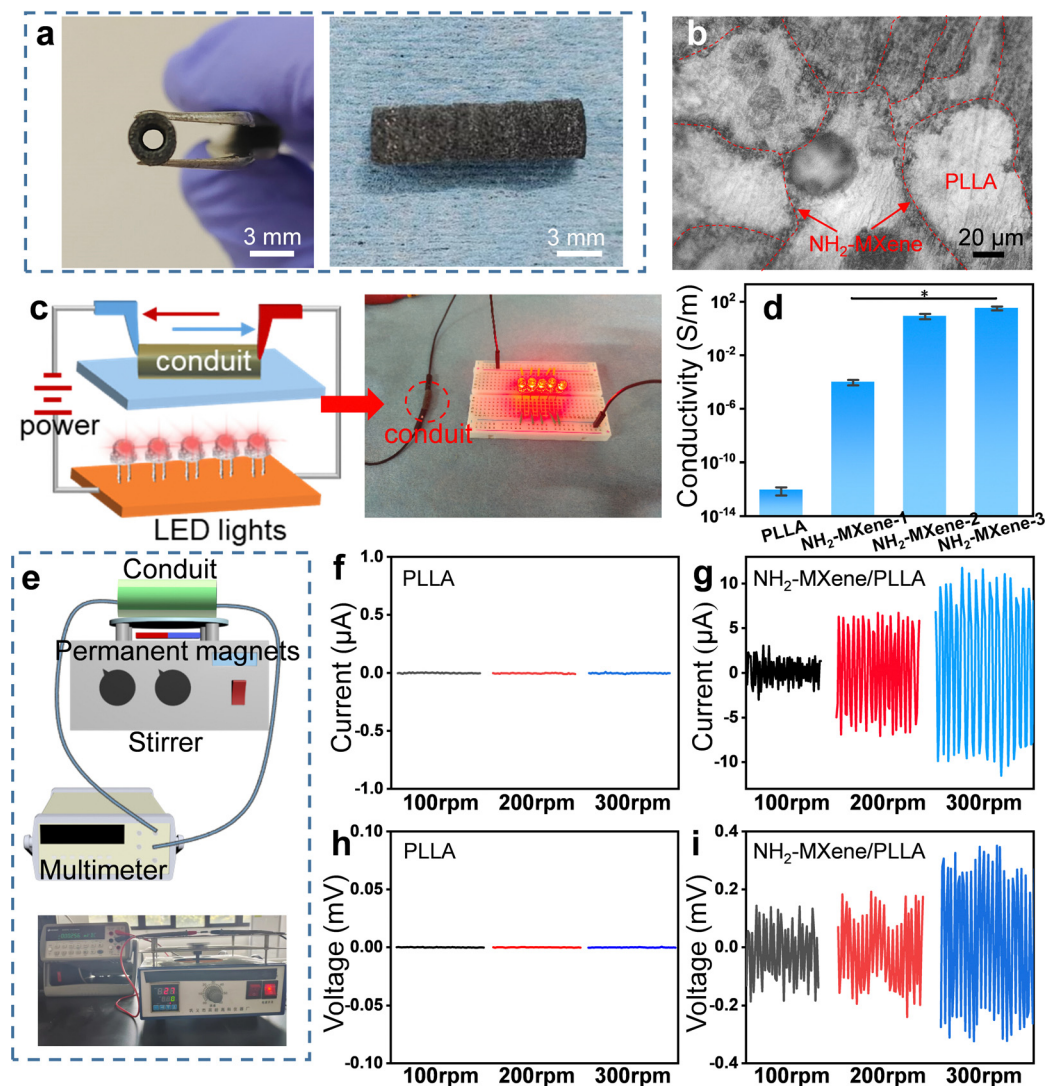 a
3 mm
3 mm
b
PLLA
NH₂-MXene
20 µm
c
conduit
power
LED lights
conduit
d
Conductivity (S/m)
10²
10⁻²
10⁻⁶
10⁻¹⁰
10⁻¹⁴
*
PLLA
NH₂-MXene-1
NH₂-MXene-2
NH₂-MXene-3
e
Conduit
Permanent magnets
Stirrer
Multimeter
f
PLLA
Current (µA)
1.0
0.5
0.0
-0.5
-1.0
100rpm 200rpm 300rpm
g
NH₂-MXene/PLLA
Current (µA)
10
5
0
-5
-10
100rpm 200rpm 300rpm
h
PLLA
Voltage (mV)
0.10
0.05
0.00
-0.05
-0.10
100rpm 200rpm 300rpm
i
NH₂-MXene/PLLA
Voltage (mV)
0.4
0.2
0.0
-0.2
-0.4
100rpm 200rpm 300rpm